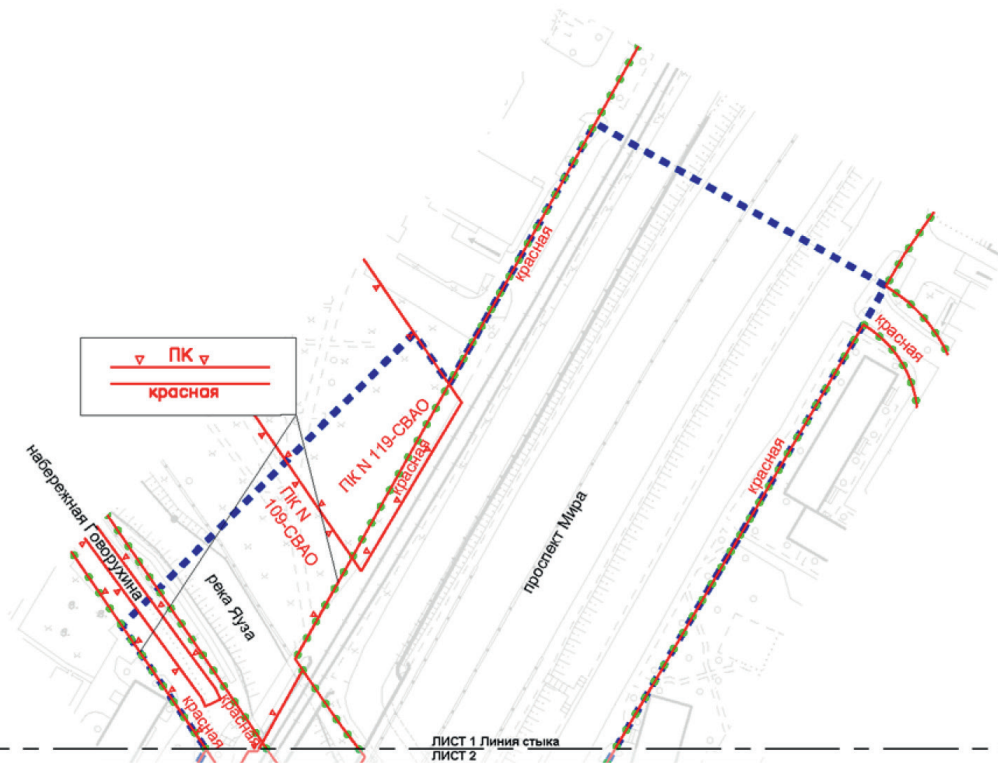 красная
красная
ПК
красная
ПК N 119-СВАО
красная
красная
набережная Говорухина
ПК N
109-СВАО
проспект Мира
река Яуза
красная
красная
ЛИСТ 1 Линия стыка
ЛИСТ 2